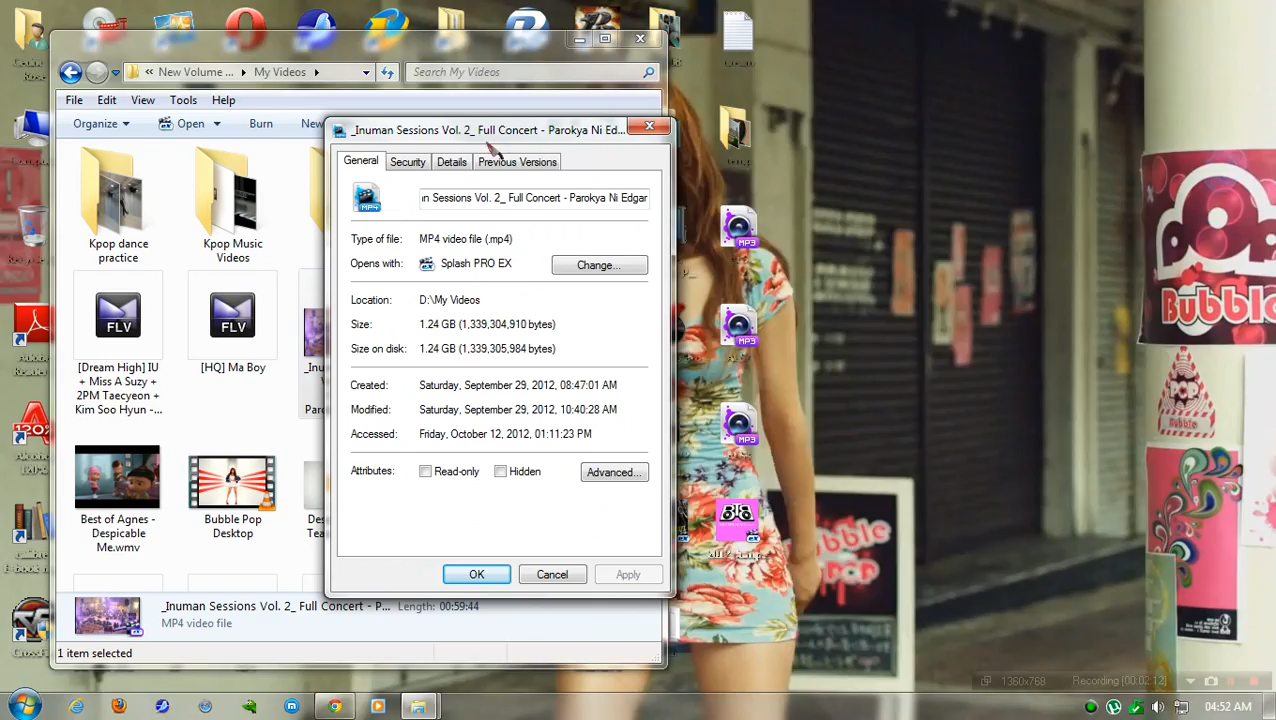 New Volume ...
My Videos
Search My Videos
File
Edit
View
Tools
Help
Organize
Open
Burn
_Inuman Sessions Vol. 2_ Full Concert - Parokya Ni Ed...
General
Security
Details
Previous Versions
MP4
ın Sessions Vol. 2_ Full Concert - Parokya Ni Edgar
Type of file:
MP4 video file (.mp4)
Opens with:
Splash PRO EX
Change...
Location:
D:\My Videos
Size:
1.24 GB (1,339,304,910 bytes)
Size on disk:
1.24 GB (1,339,305,984 bytes)
Created:
Saturday, September 29, 2012, 08:47:01 AM
Modified:
Saturday, September 29, 2012, 10:40:28 AM
Accessed:
Friday, October 12, 2012, 01:11:23 PM
Attributes:
Read-only
Hidden
Advanced...
OK
Cancel
Apply
Kpop dance
practice
Kpop Music
Videos
FLV
FLV
[Dream High] IU
+ Miss A Suzy +
2PM Taecyeon +
Kim Soo Hyun -...
[HQ] Ma Boy
Best of Agnes -
Despicable
Me.wmv
Bubble Pop
Desktop
_Inuman Sessions Vol. 2_ Full Concert - P...
Length: 00:59:44
MP4 video file
1 item selected
MP3
MP3
MP3
POP
Bubble
POP
Bubble
Bubble
POP
1360x768
Recording [00:02:12]
04:52 AM